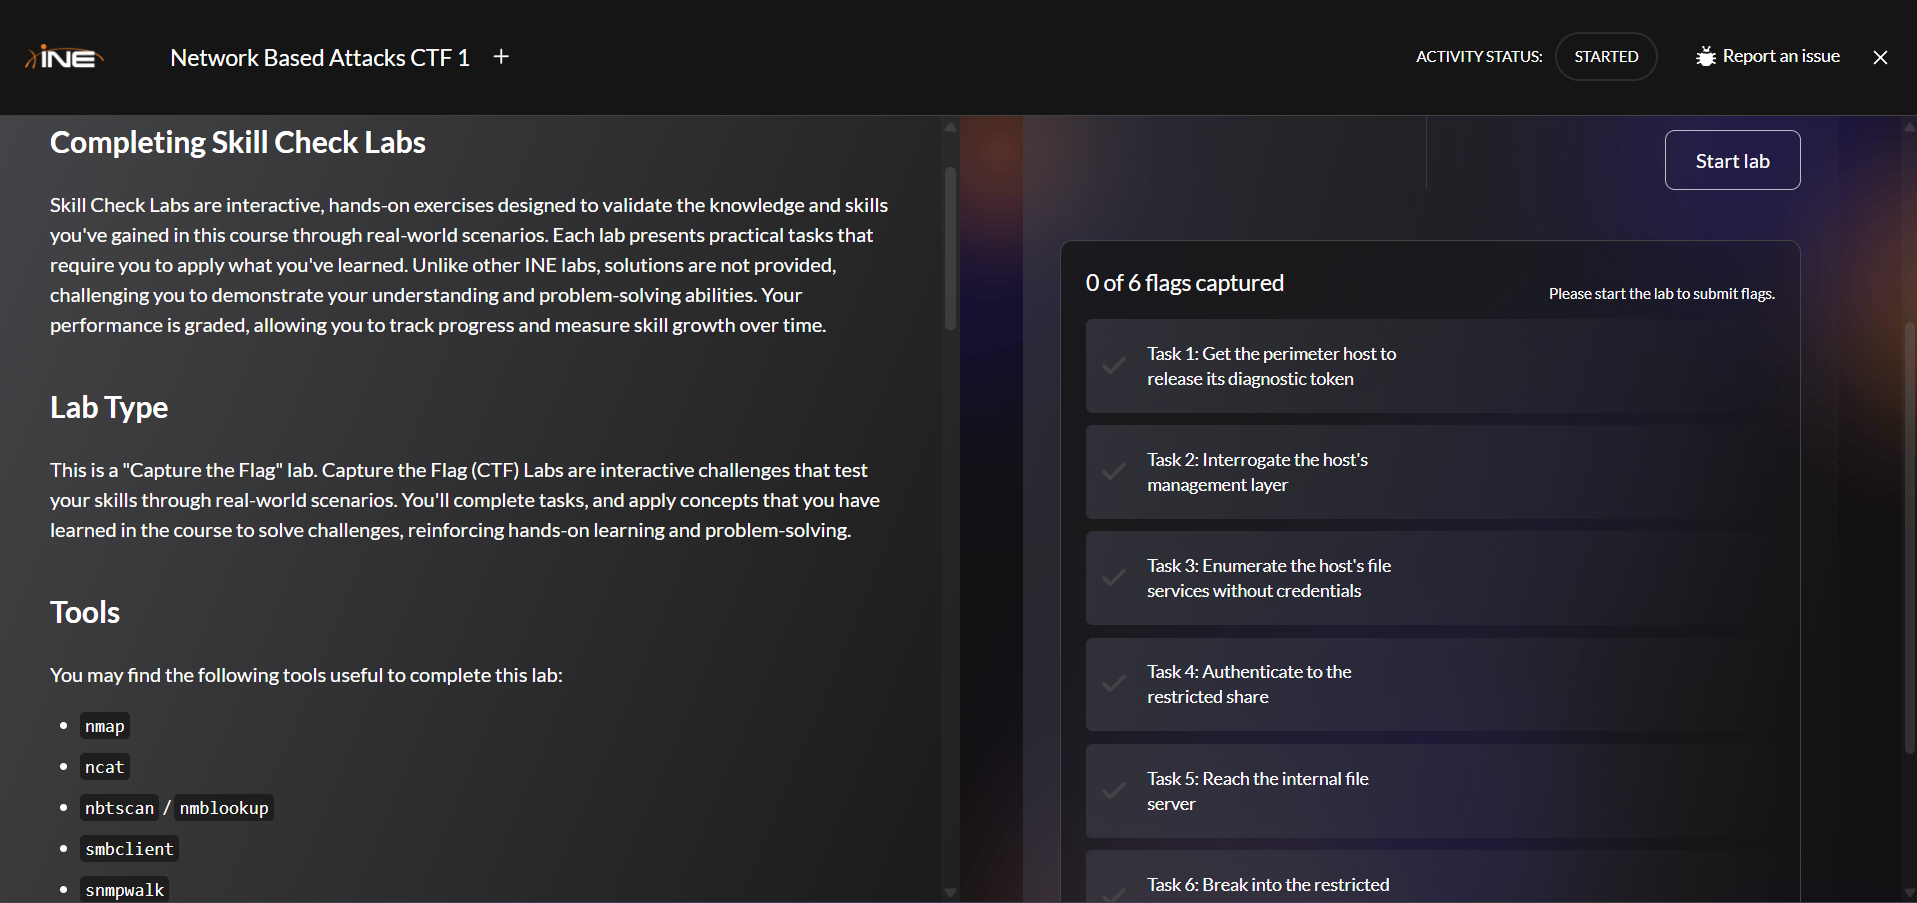 INE
Network Based Attacks CTF 1 +
ACTIVITY STATUS: STARTED
Report an issue
Completing Skill Check Labs
Skill Check Labs are interactive, hands-on exercises designed to validate the knowledge and skills
you've gained in this course through real-world scenarios. Each lab presents practical tasks that
require you to apply what you've learned. Unlike other INE labs, solutions are not provided,
challenging you to demonstrate your understanding and problem-solving abilities. Your
performance is graded, allowing you to track progress and measure skill growth over time.
Lab Type
This is a "Capture the Flag" lab. Capture the Flag (CTF) Labs are interactive challenges that test
your skills through real-world scenarios. You'll complete tasks, and apply concepts that you have
learned in the course to solve challenges, reinforcing hands-on learning and problem-solving.
Tools
You may find the following tools useful to complete this lab:
• nmap
• ncat
• nbtscan / nmblookup
• smbclient
• snmpwalk
Start lab
0 of 6 flags captured
Please start the lab to submit flags.
Task 1: Get the perimeter host to
release its diagnostic token
Task 2: Interrogate the host's
management layer
Task 3: Enumerate the host's file
services without credentials
Task 4: Authenticate to the
restricted share
Task 5: Reach the internal file
server
Task 6: Break into the restricted